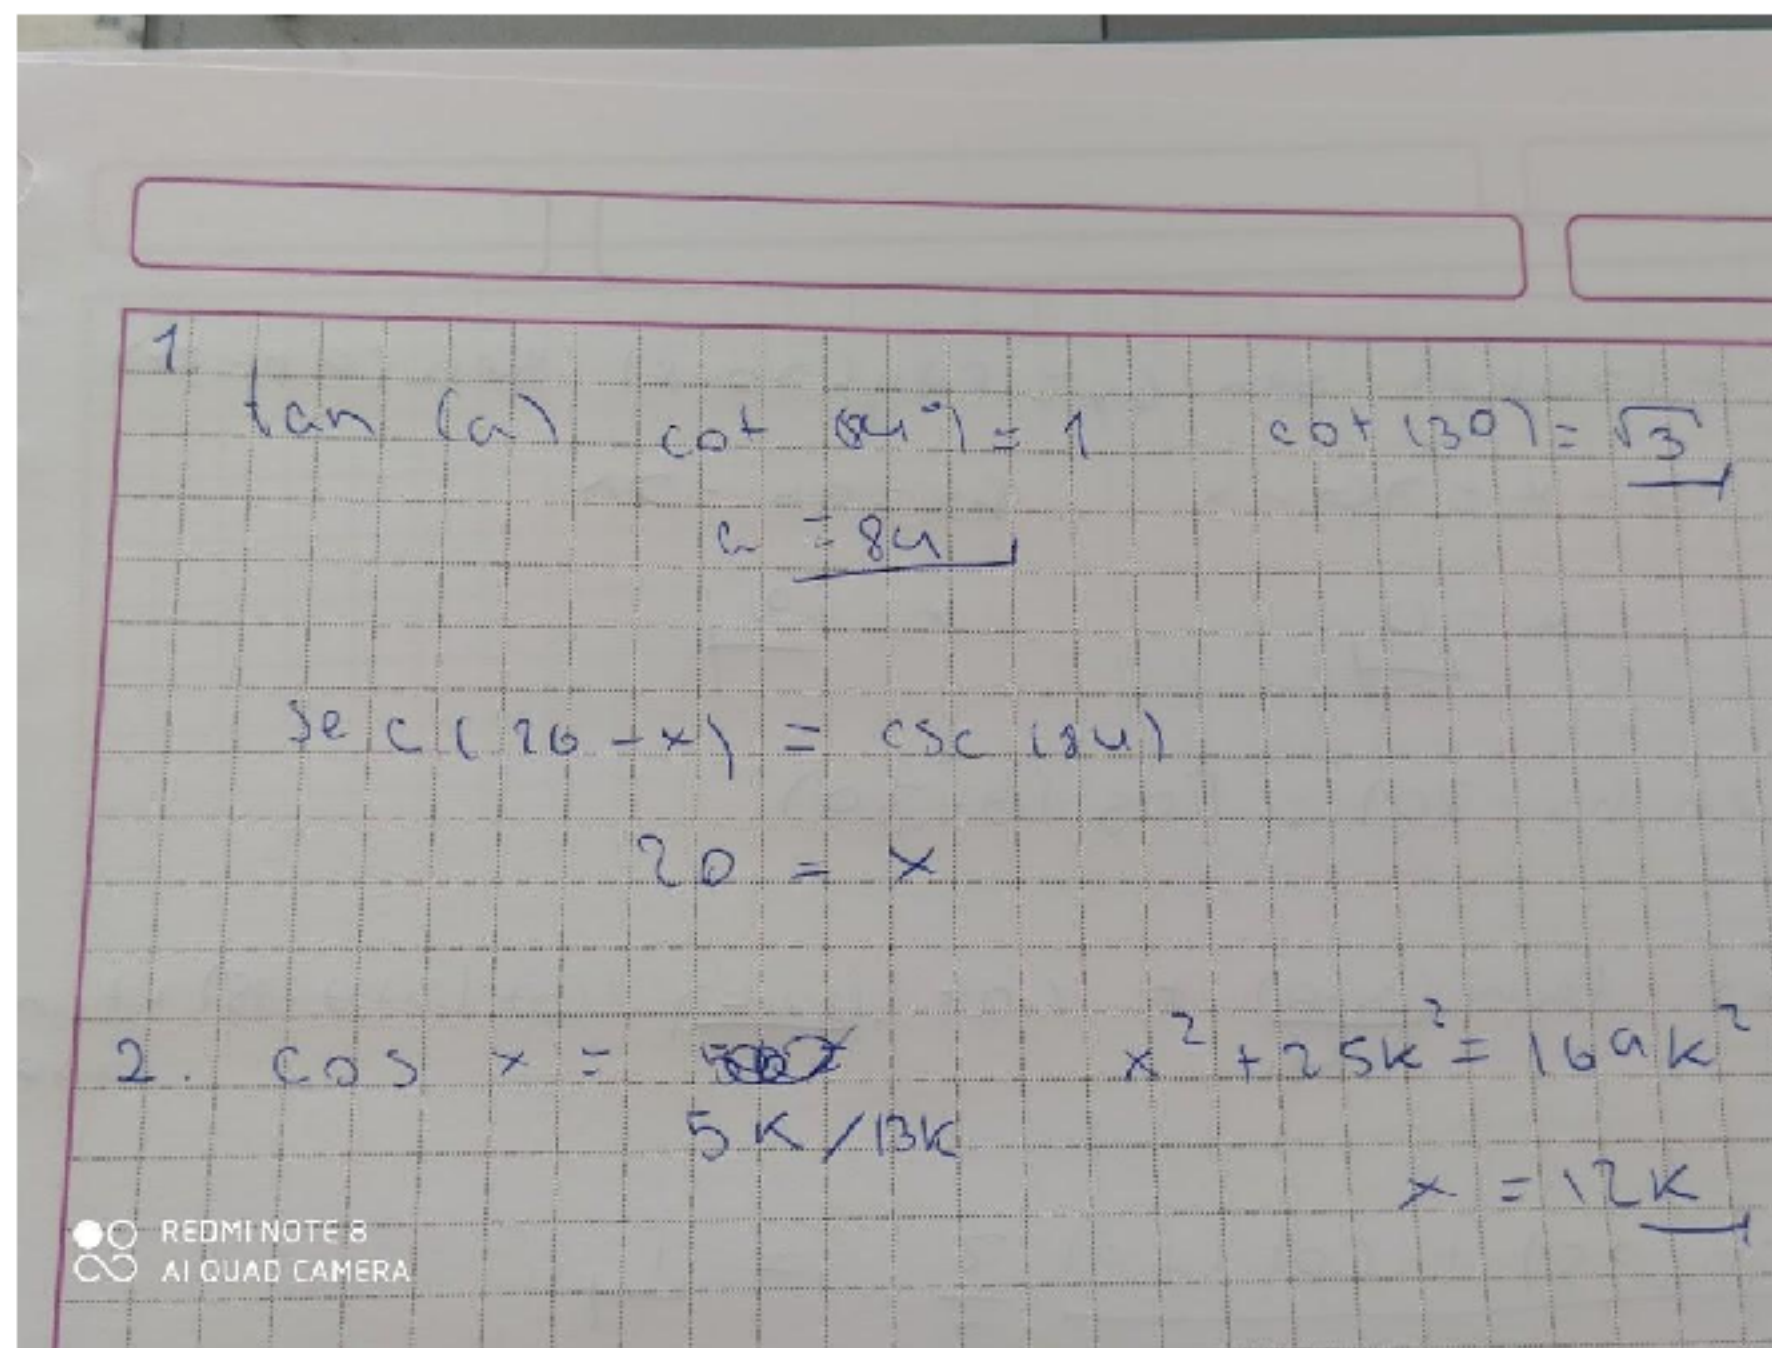 1.
tan (a) cot (84°) = 1 cot (30) = √3
a = 84
sec (26 - x) = csc (84)
20 = x
2. cos x =
x² + 25k² = 169k²
5k/13k
x = 12k
REDMI NOTE 8
AI QUAD CAMERA